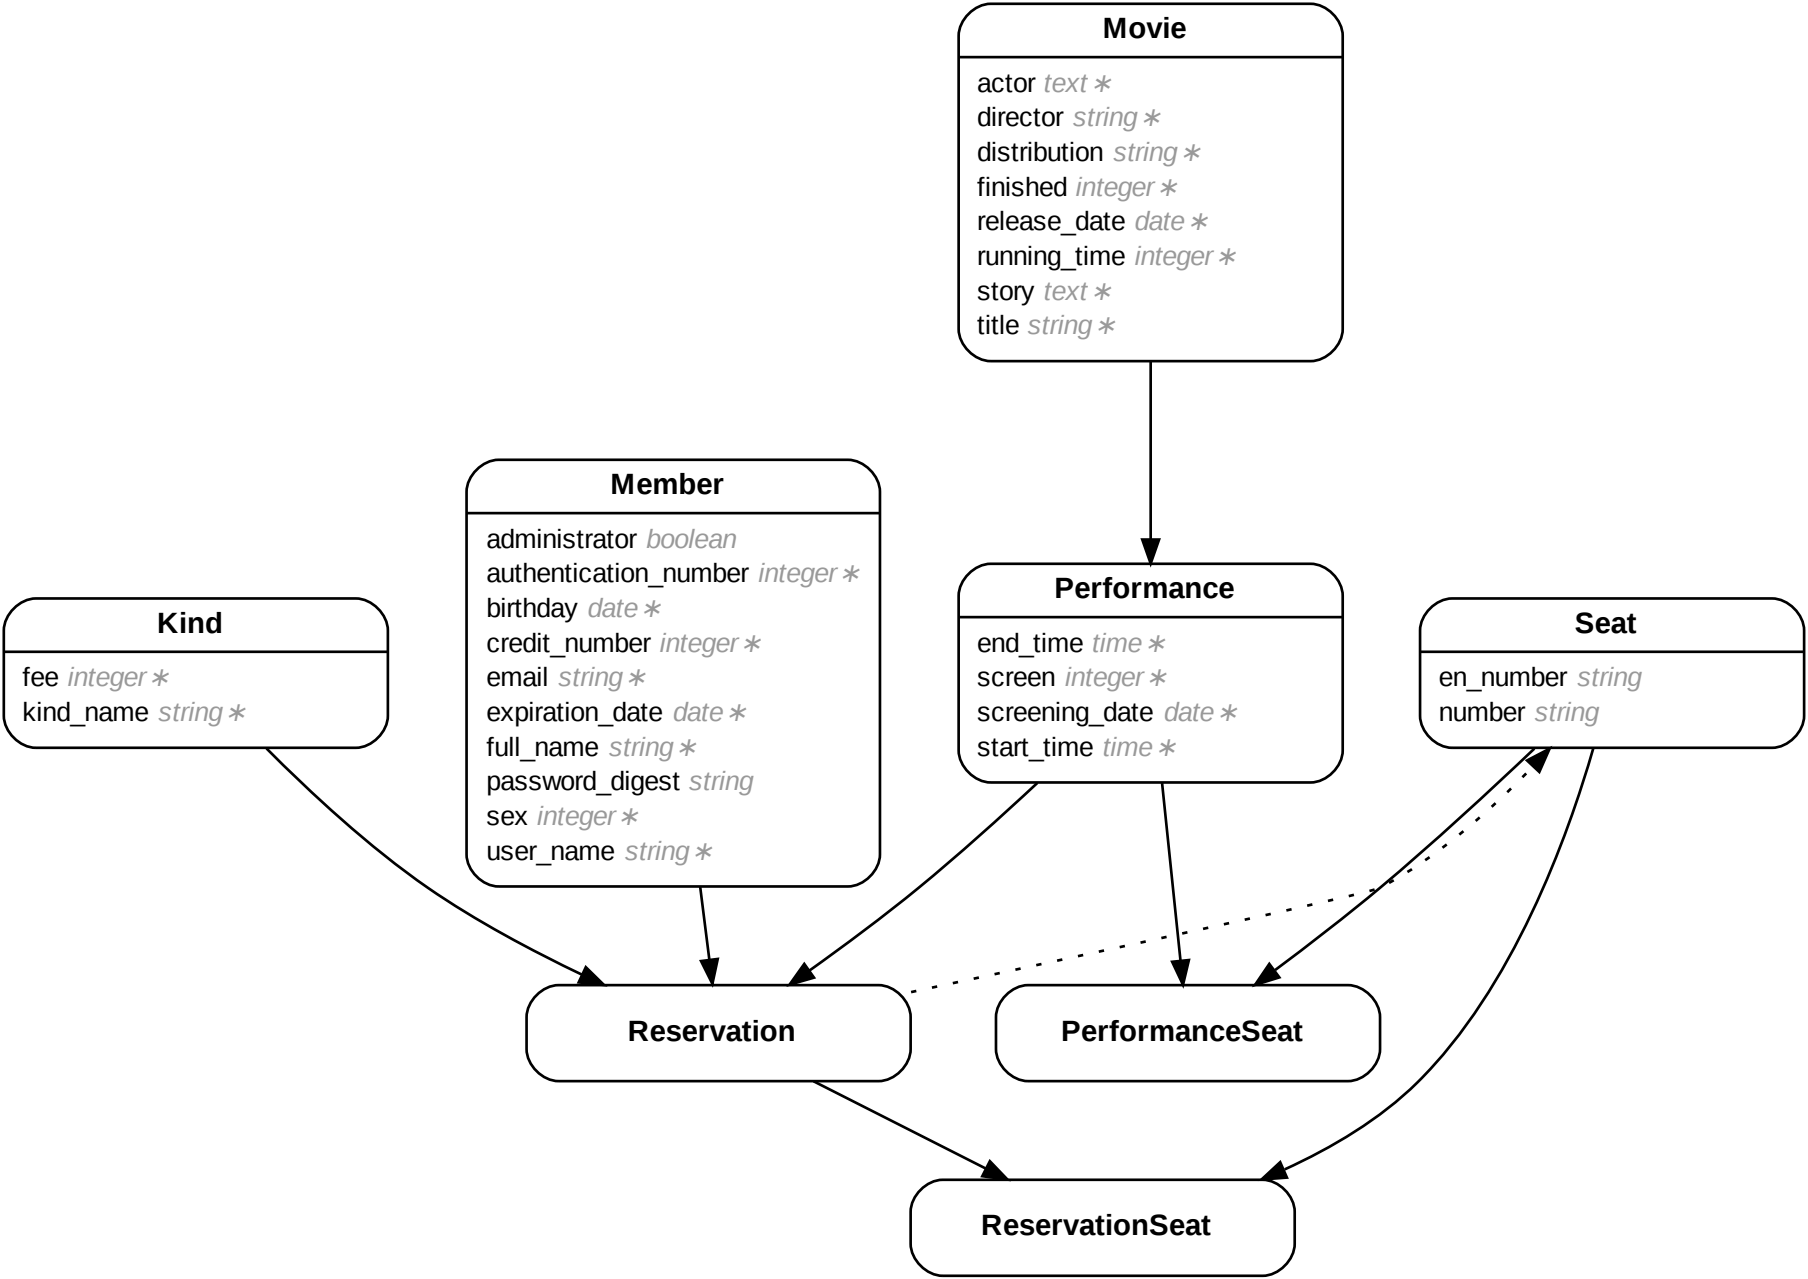 Movie
actor text ∗
director string ∗
distribution string ∗
finished integer ∗
release_date date ∗
running_time integer ∗
story text ∗
title string ∗
Member
administrator boolean
authentication_number integer ∗
birthday date ∗
credit_number integer ∗
email string ∗
expiration_date date ∗
full_name string ∗
password_digest string
sex integer ∗
user_name string ∗
Performance
end_time time ∗
screen integer ∗
screening_date date ∗
start_time time ∗
Kind
fee integer ∗
kind_name string ∗
Seat
en_number string
number string
Reservation
PerformanceSeat
ReservationSeat